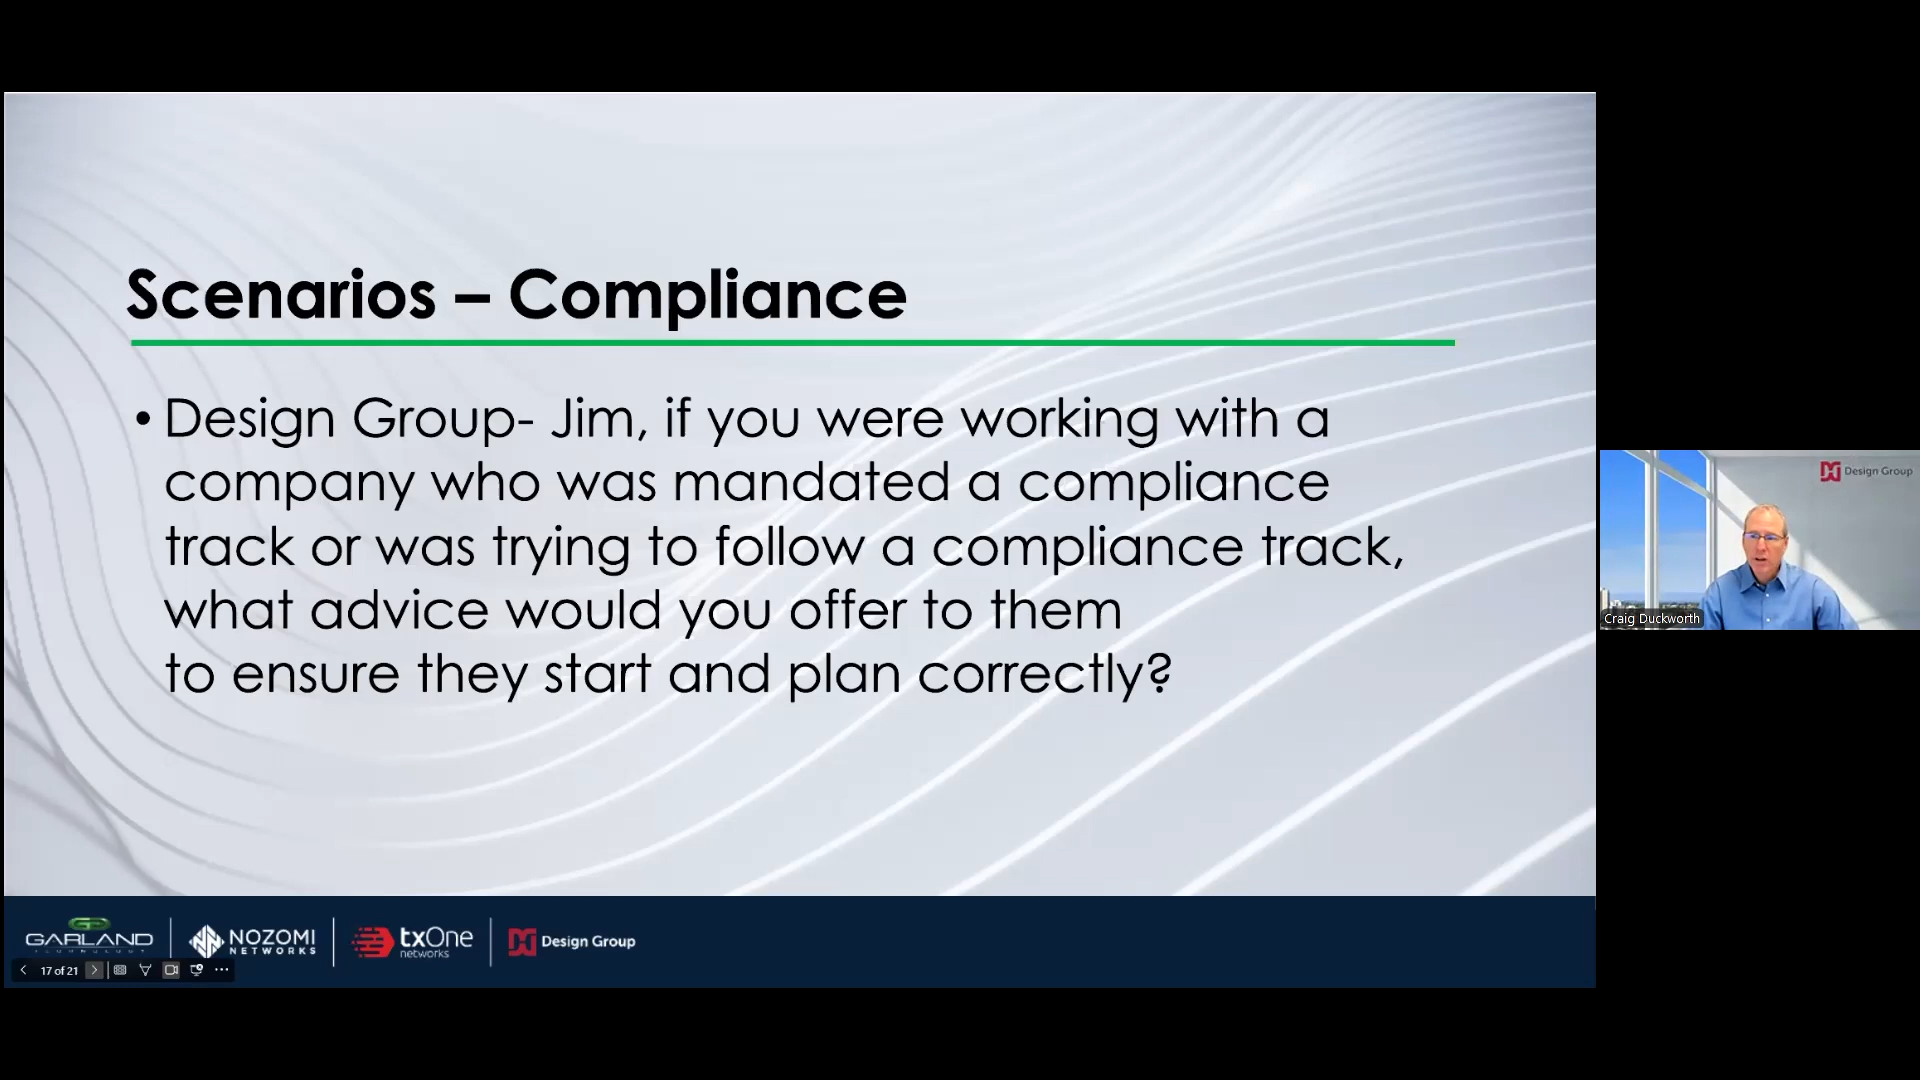 Scenarios – Compliance
• Design Group- Jim, if you were working with a
company who was mandated a compliance
track or was trying to follow a compliance track,
what advice would you offer to them
to ensure they start and plan correctly?
Design Group
Craig Duckworth
GARLAND
TECHNOLOGY
NOZOMI
NETWORKS
txOne
networks
Design Group
17 of 21